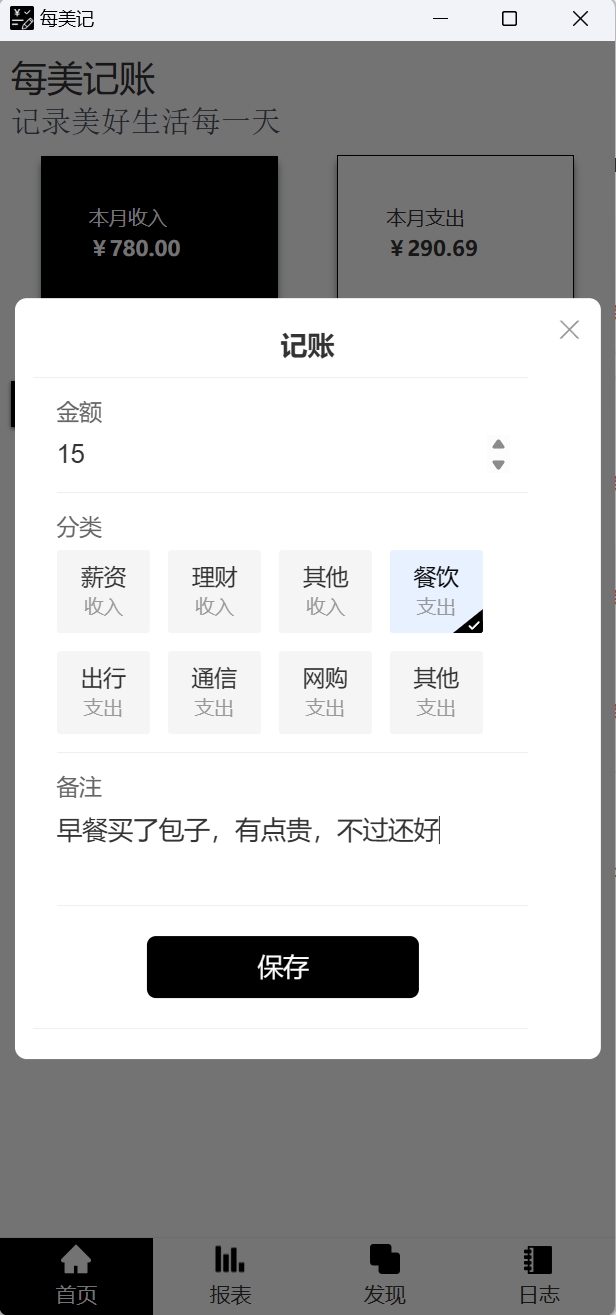 每美记
每美记账
记录美好生活每一天
本月收入
￥780.00
本月支出
￥290.69
记账
金额
15
分类
薪资
收入
理财
收入
其他
收入
餐饮
支出
出行
支出
通信
支出
网购
支出
其他
支出
备注
早餐买了包子，有点贵，不过还好
保存
首页
报表
发现
日志